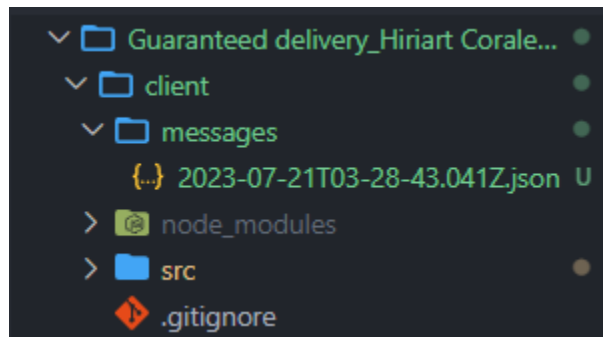 Guaranteed delivery_Hiriart Corale...
client
messages
{...} 2023-07-21T03-28-43.041Z.json U
node_modules
src
.gitignore